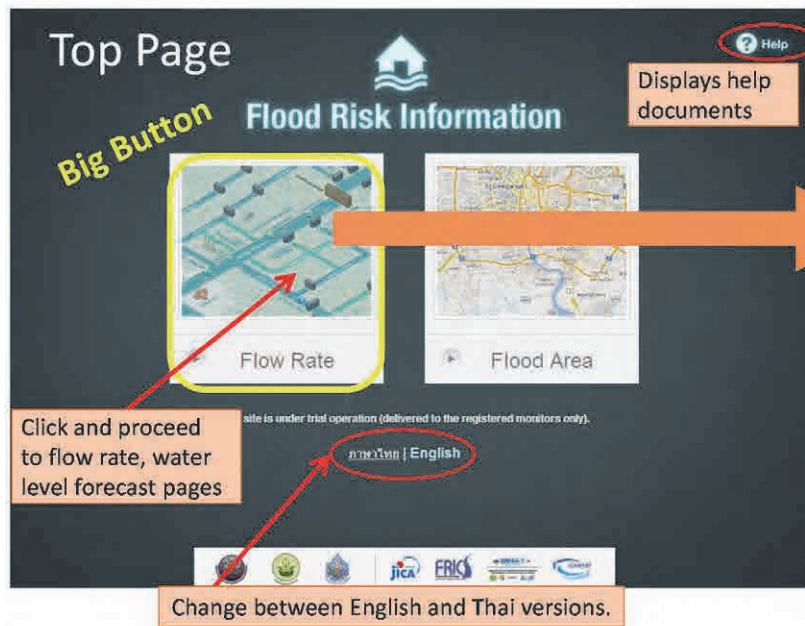 Top Page
Help
Displays help
documents
Flood Risk Information
Big Button
Flow Rate
Flood Area
Click and proceed
to flow rate, water
level forecast pages
site is under trial operation (delivered to the registered monitors only).
ภาษาไทย | English
jICA FRICS
Change between English and Thai versions.